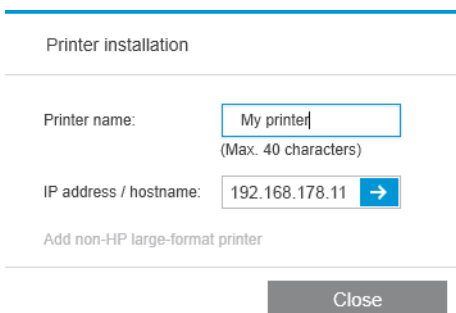 Printer installation
Printer name: My printer
(Max. 40 characters)
IP address / hostname: 192.168.178.11
Add non-HP large-format printer
Close